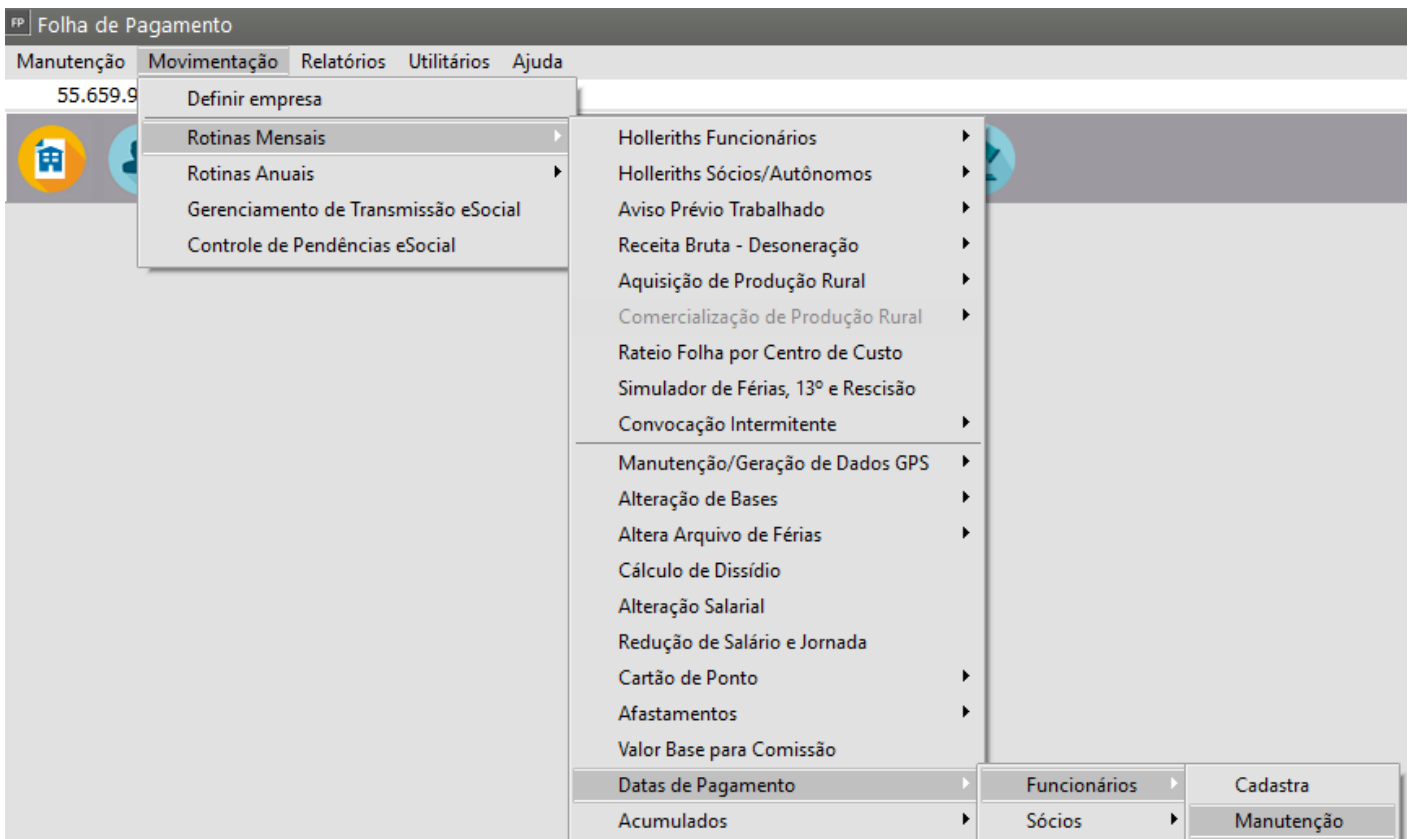 FP Folha de Pagamento
Manutenção Movimentação Relatórios Utilitários Ajuda
55.659.9
Definir empresa
Rotinas Mensais
Rotinas Anuais
Gerenciamento de Transmissão eSocial
Controle de Pendências eSocial
Holleriths Funcionários
Holleriths Sócios/Autônomos
Aviso Prévio Trabalhado
Receita Bruta - Desoneração
Aquisição de Produção Rural
Comercialização de Produção Rural
Rateio Folha por Centro de Custo
Simulador de Férias, 13º e Rescisão
Convocação Intermitente
Manutenção/Geração de Dados GPS
Alteração de Bases
Altera Arquivo de Férias
Cálculo de Dissídio
Alteração Salarial
Redução de Salário e Jornada
Cartão de Ponto
Afastamentos
Valor Base para Comissão
Datas de Pagamento
Acumulados
Funcionários
Sócios
Cadastra
Manutenção